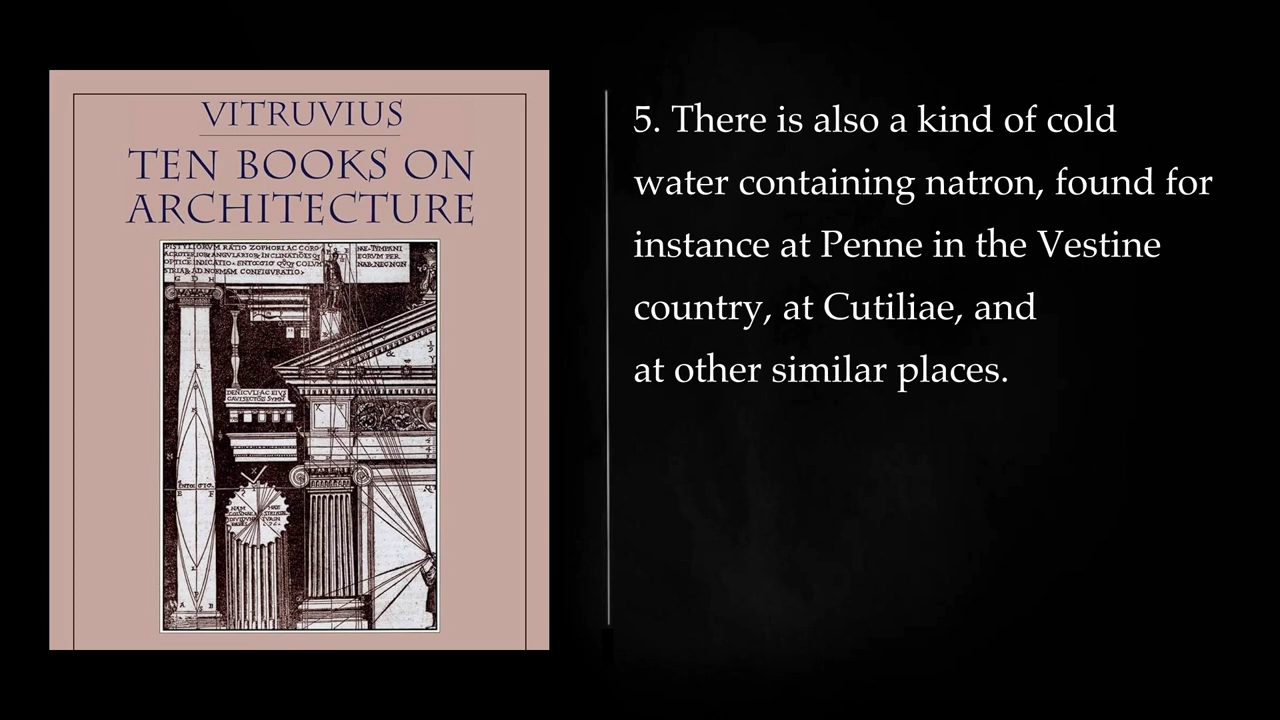 VITRUVIUS
TEN BOOKS ON
ARCHITECTURE
5. There is also a kind of cold
water containing natron, found for
instance at Penne in the Vestine
country, at Cutiliae, and
at other similar places.